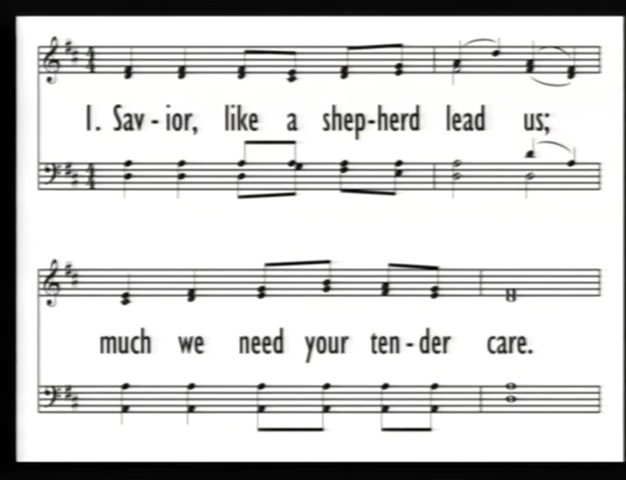 1. Sav - ior, like a shep-herd lead us;
much we need your ten - der care.